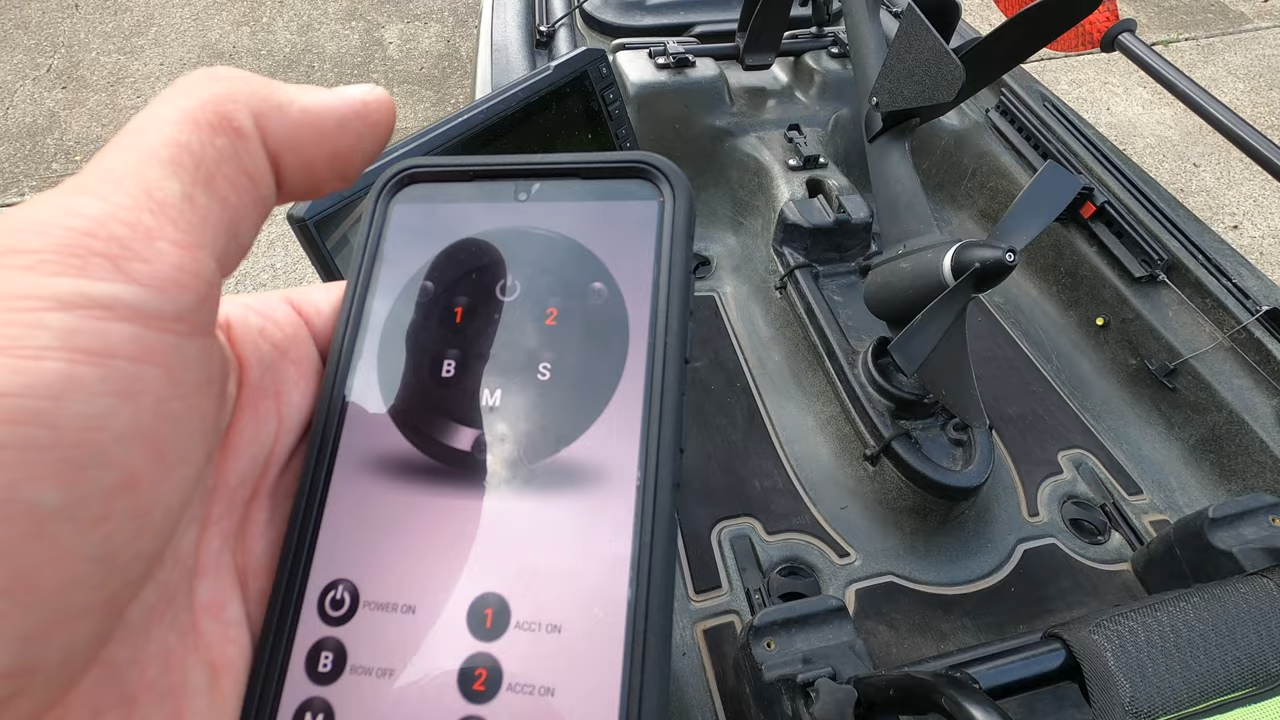 1 2
B S
M
POWER ON
1 ACC1 ON
B BOW OFF
2 ACC2 ON
M